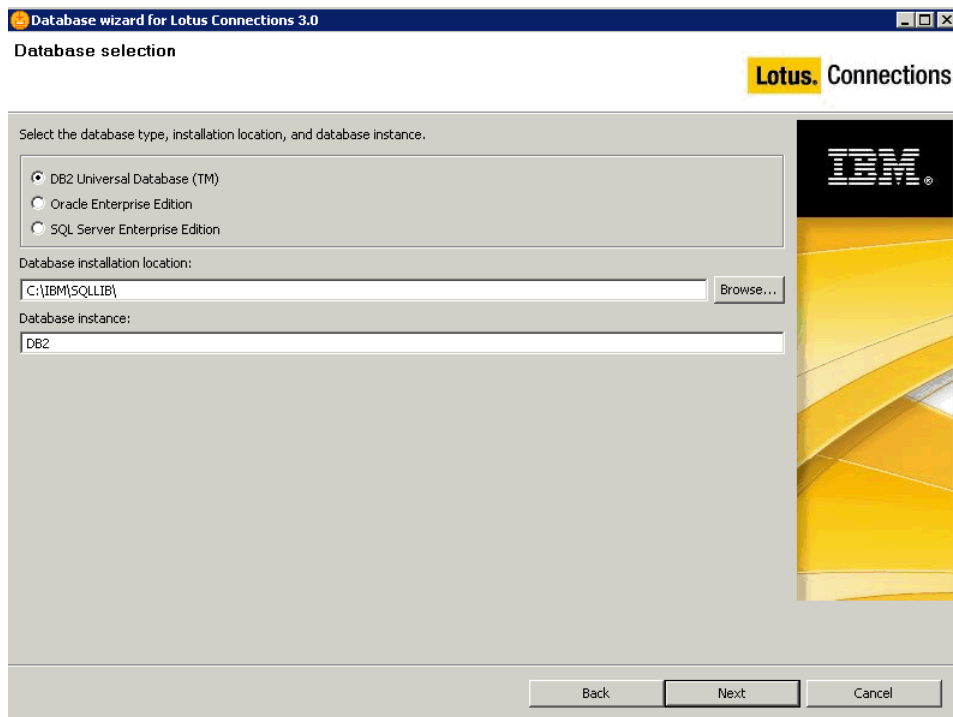 Database wizard for Lotus Connections 3.0
Database selection
Lotus. Connections
Select the database type, installation location, and database instance.
IBM®
DB2 Universal Database (TM)
Oracle Enterprise Edition
SQL Server Enterprise Edition
Database installation location:
C:\IBM\SQLLIB\
Browse...
Database instance:
DB2
Back
Next
Cancel